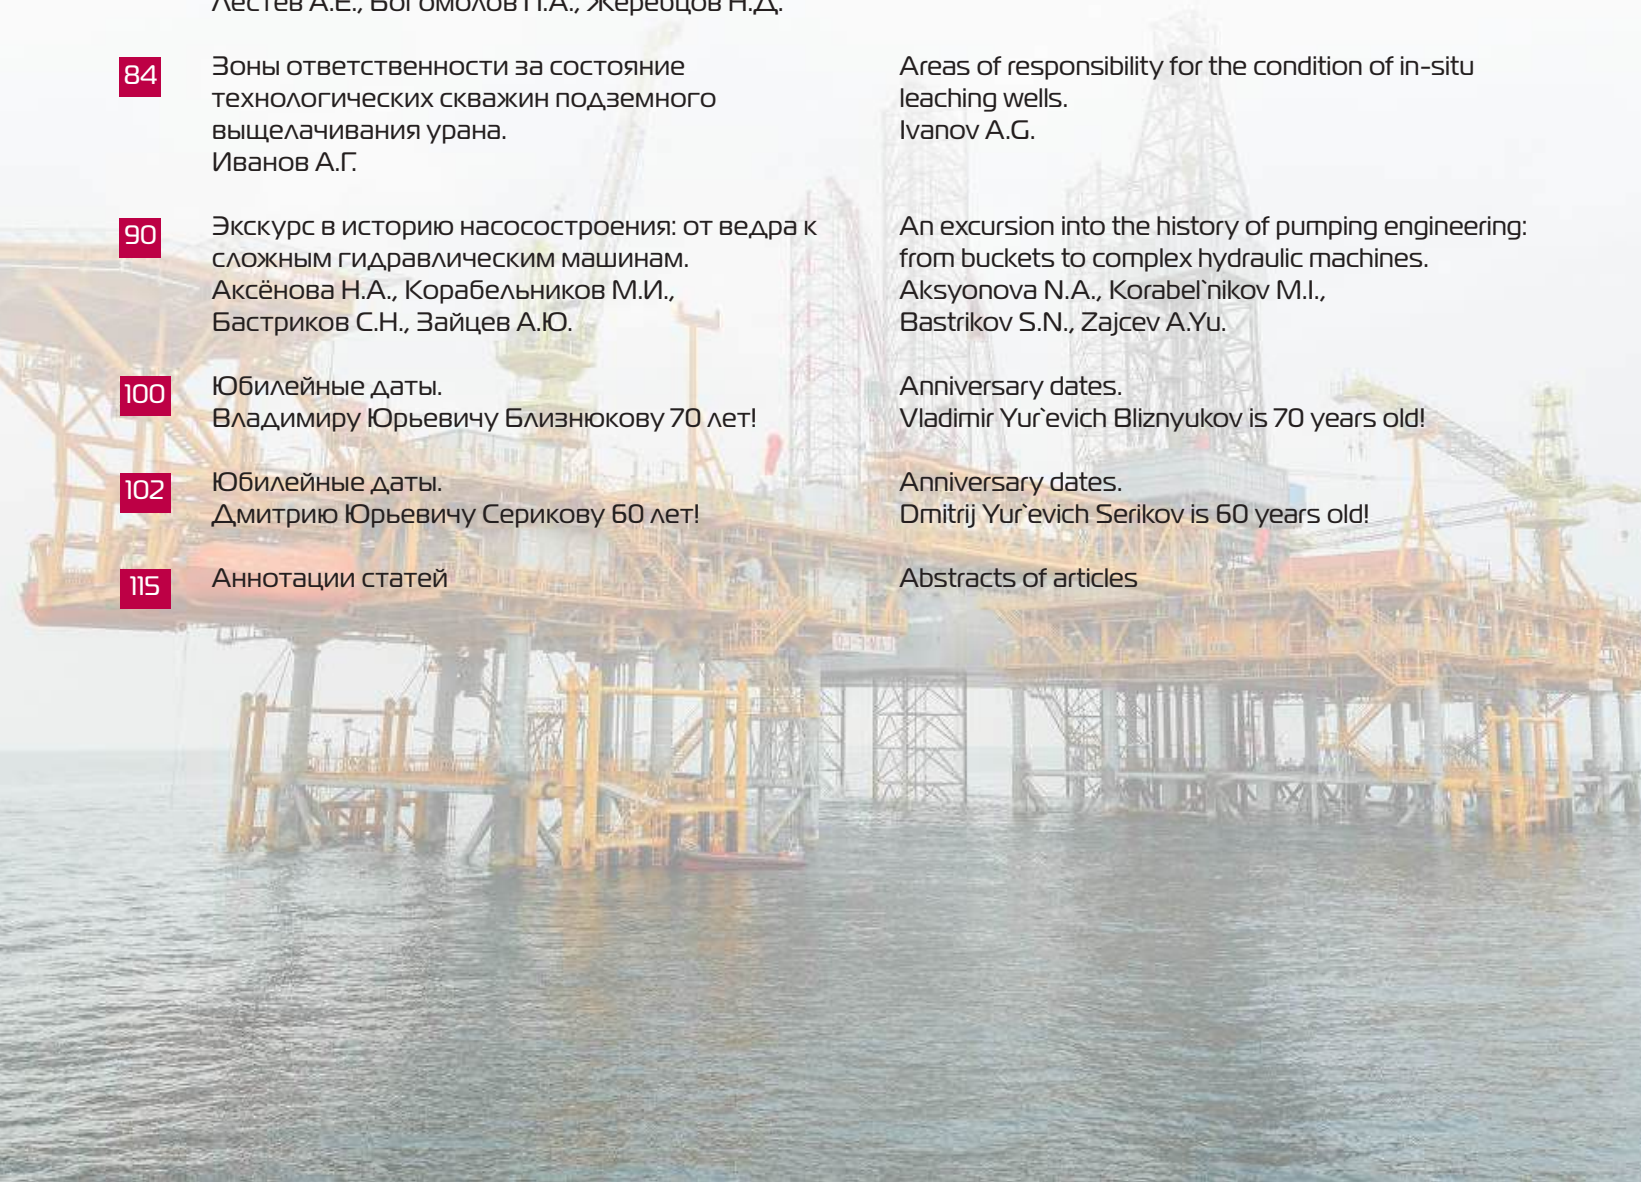 Лестев А.Е., Богомолов П.А., Жеребцов Н.Д.
84
Зоны ответственности за состояние
технологических скважин подземного
выщелачивания урана.
Иванов А.Г.
Areas of responsibility for the condition of in-situ
leaching wells.
Ivanov A.G.
90
Экскурс в историю насосостроения: от ведра к
сложным гидравлическим машинам.
Аксёнова Н.А., Корабельников М.И.,
Бастриков С.Н., Зайцев А.Ю.
An excursion into the history of pumping engineering:
from buckets to complex hydraulic machines.
Aksyonova N.A., Korabel`nikov M.I.,
Bastrikov S.N., Zajcev A.Yu.
100
Юбилейные даты.
Владимиру Юрьевичу Близнюкову 70 лет!
Anniversary dates.
Vladimir Yur`evich Bliznyukov is 70 years old!
102
Юбилейные даты.
Дмитрию Юрьевичу Серикову 60 лет!
Anniversary dates.
Dmitrij Yur`evich Serikov is 60 years old!
115
Аннотации статей
Abstracts of articles